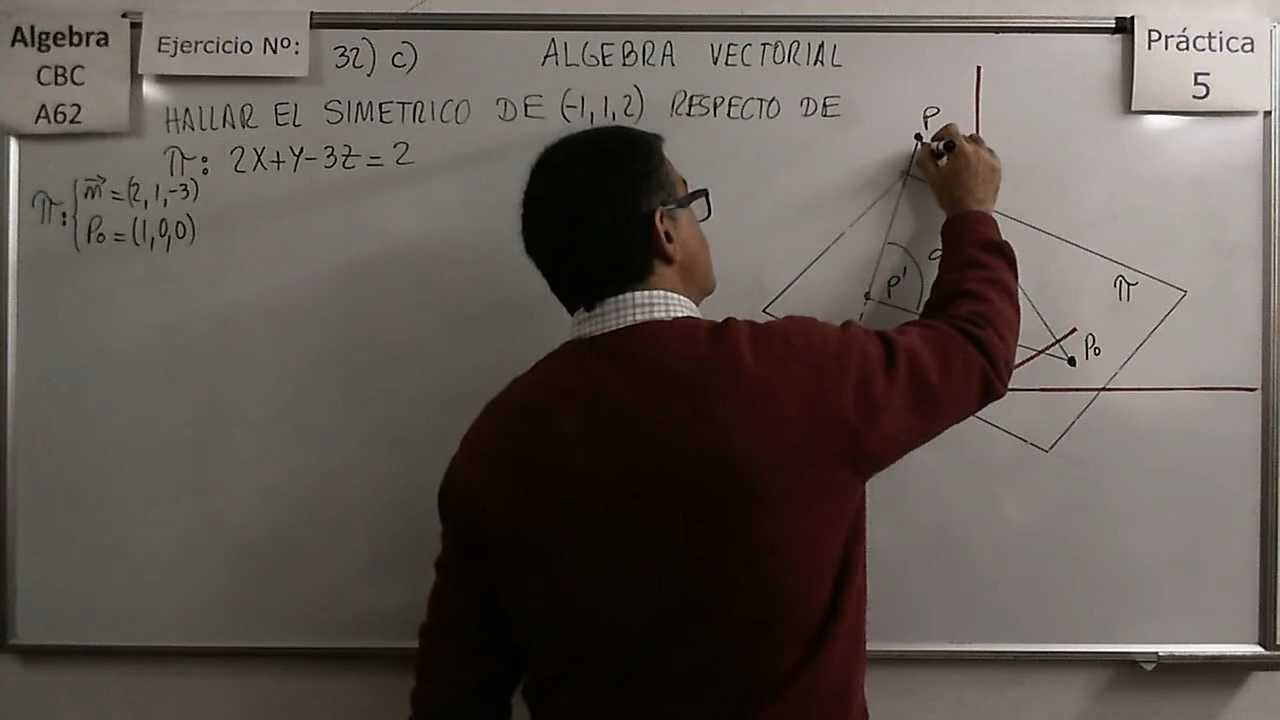 Algebra
CBC
A62
Ejercicio Nº:
32) c)
ALGEBRA VECTORIAL
Práctica
5
HALLAR EL SIMETRICO DE (-1,1,2) RESPECTO DE
π: 2X+Y-3Z=2
π: { m⃗ = (2,1,-3)
P₀ = (1,0,0)
P
P'
π
P₀